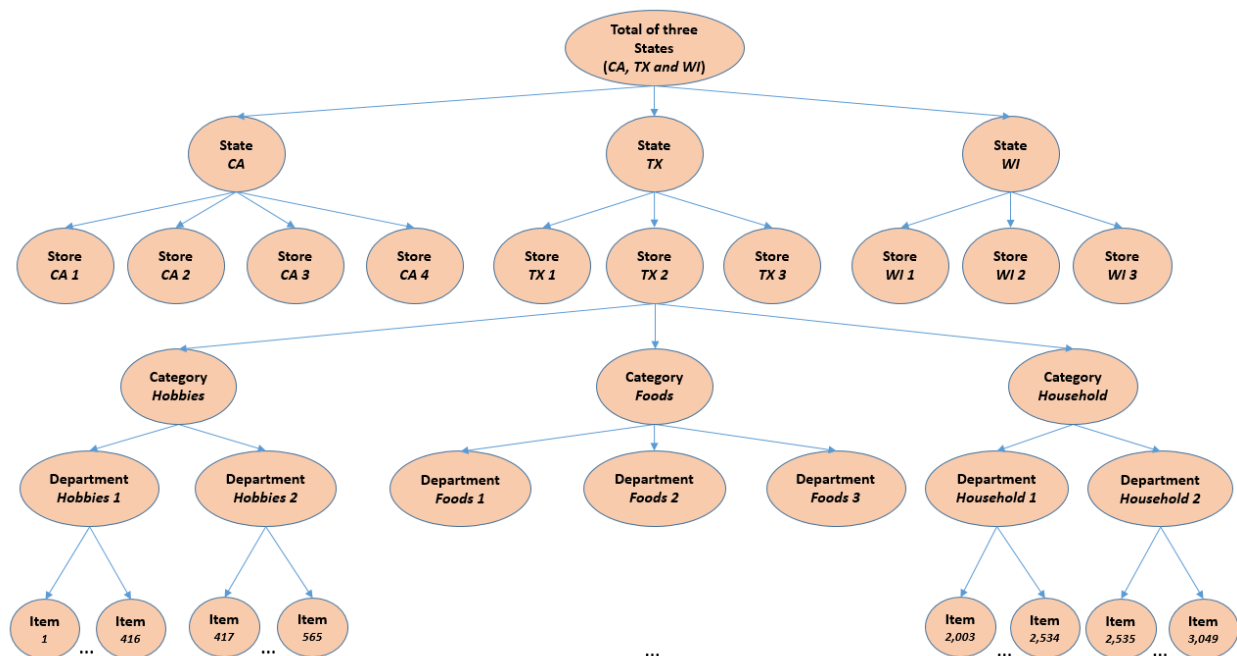 Total of three
States
(CA, TX and WI)
State
CA
State
TX
State
WI
Store
CA 1
Store
CA 2
Store
CA 3
Store
CA 4
Store
TX 1
Store
TX 2
Store
TX 3
Store
WI 1
Store
WI 2
Store
WI 3
Category
Hobbies
Category
Foods
Category
Household
Department
Hobbies 1
Department
Hobbies 2
Department
Foods 1
Department
Foods 2
Department
Foods 3
Department
Household 1
Department
Household 2
Item
1
...
Item
416
Item
417
...
Item
565
...
Item
2,003
...
Item
2,534
Item
2,535
...
Item
3,049